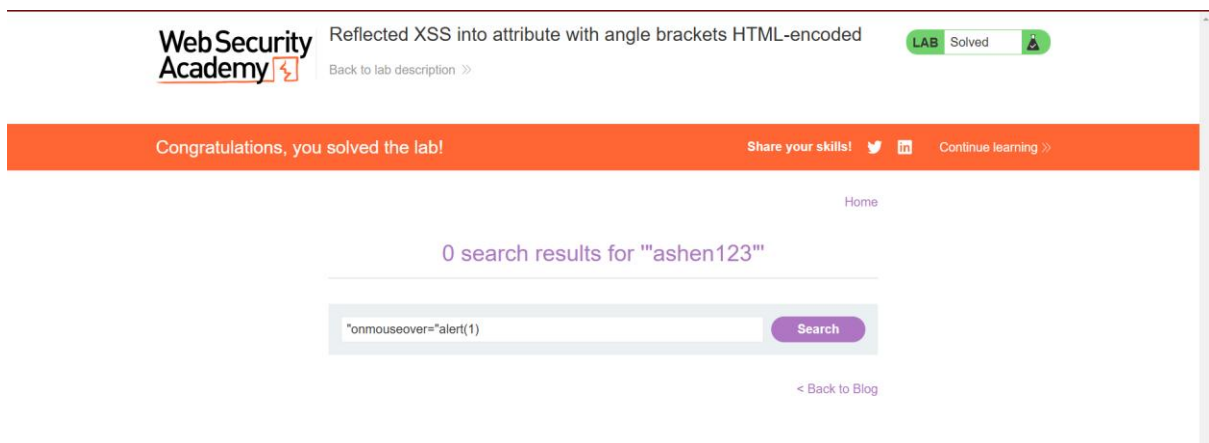 WebSecurity
Academy
Reflected XSS into attribute with angle brackets HTML-encoded
Back to lab description »
LAB Solved
Congratulations, you solved the lab!
Share your skills!
in
Continue learning »
Home
0 search results for '"ashen123"'
"onmouseover="alert(1)
Search
< Back to Blog